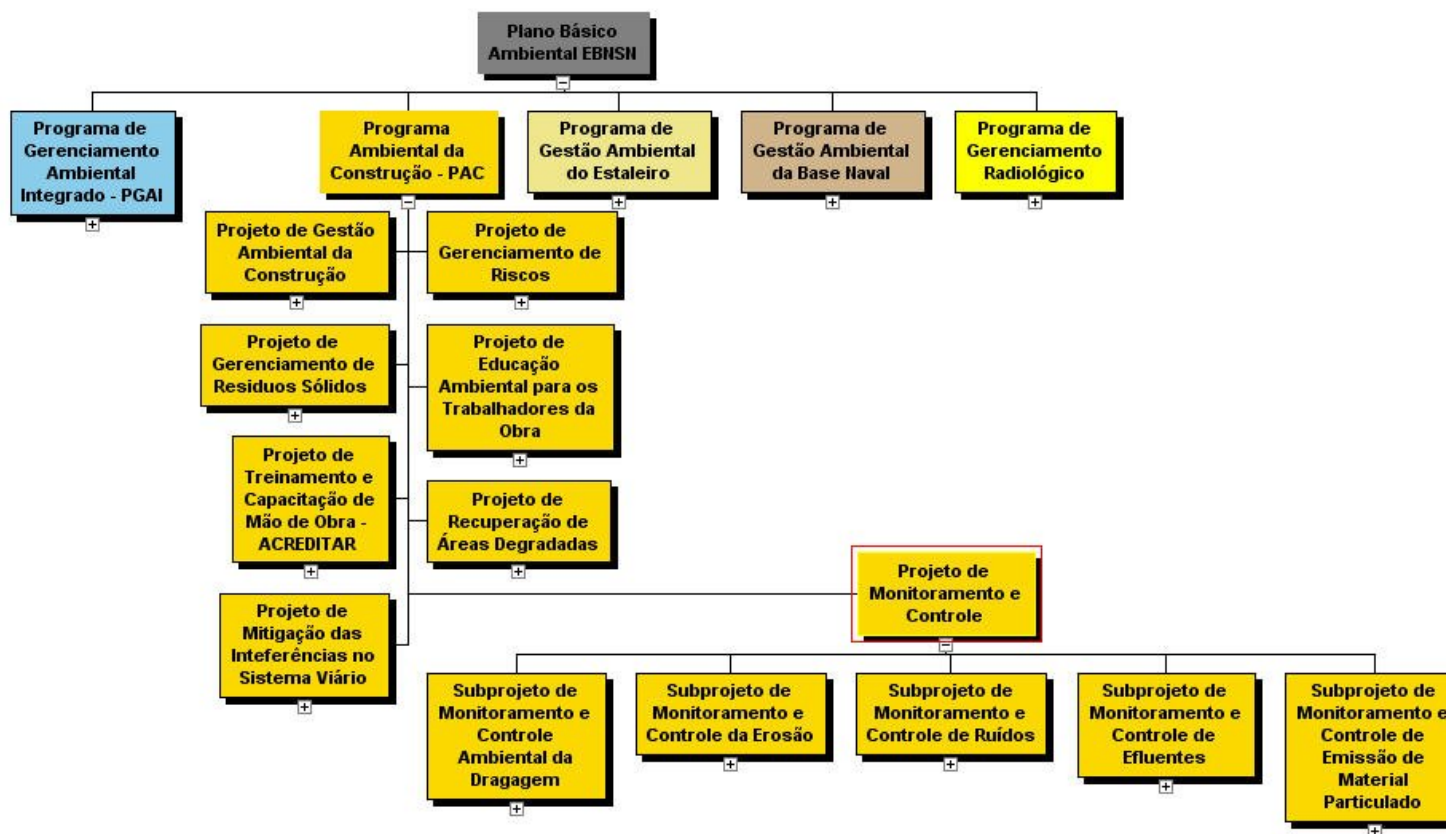 Plano Básico
Ambiental EBNSN
Programa de
Gerenciamento
Ambiental
Integrado - PGAI
Programa
Ambiental da
Construção - PAC
Programa de
Gestão Ambiental
do Estaleiro
Programa de
Gestão Ambiental
da Base Naval
Programa de
Gerenciamento
Radiológico
Projeto de Gestão
Ambiental da
Construção
Projeto de
Gerenciamento de
Riscos
Projeto de
Gerenciamento de
Residuos Sólidos
Projeto de
Educação
Ambiental para os
Trabalhadores da
Obra
Projeto de
Treinamento e
Capacitação de
Mão de Obra -
ACREDITAR
Projeto de
Recuperação de
Áreas Degradadas
Projeto de
Mitigação das
Inteferências no
Sistema Viário
Projeto de
Monitoramento e
Controle
Subprojeto de
Monitoramento e
Controle
Ambiental da
Dragagem
Subprojeto de
Monitoramento e
Controle da Erosão
Subprojeto de
Monitoramento e
Controle de Ruídos
Subprojeto de
Monitoramento e
Controle de
Efluentes
Subprojeto de
Monitoramento e
Controle de
Emissão de
Material
Particulado